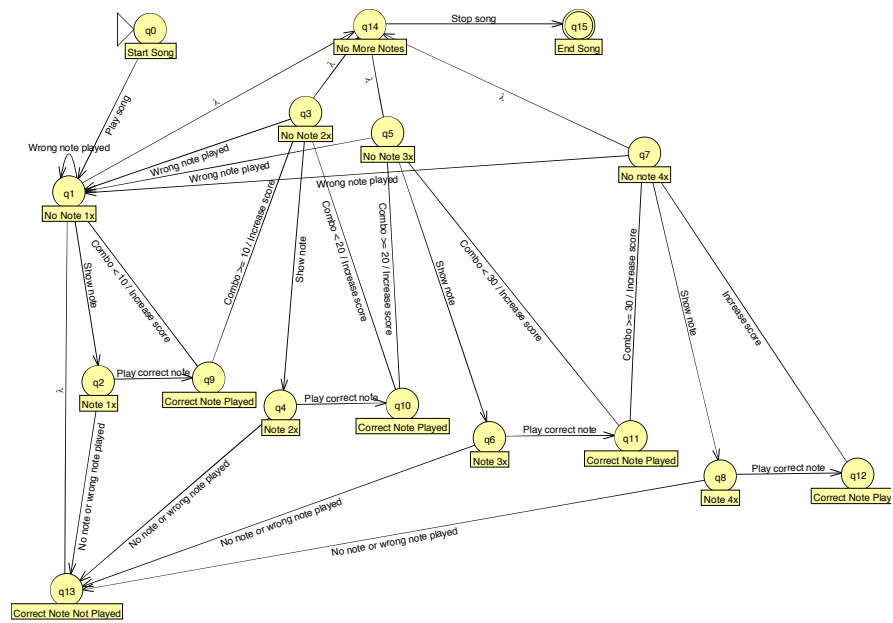 q0
Start Song
q14
No More Notes
Stop song
q15
End Song
Play song
λ
λ
λ
λ
q3
No Note 2x
q5
No Note 3x
q7
No note 4x
Wrong note played
Wrong note played
Wrong note played
Wrong note played
q1
No Note 1x
Show note
Combo < 10 / Increase score
Combo >= 10 / Increase score
Show note
Combo < 20 / Increase score
Combo >= 20 / Increase score
Show note
Combo < 30 / Increase score
Combo >= 30 / Increase score
Show note
Increase score
λ
q2
Note 1x
Play correct note
q9
Correct Note Played
q4
Note 2x
Play correct note
q10
Correct Note Played
q6
Note 3x
Play correct note
q11
Correct Note Played
q8
Note 4x
Play correct note
q12
Correct Note Play
No note or wrong note played
No note or wrong note played
No note or wrong note played
No note or wrong note played
q13
Correct Note Not Played